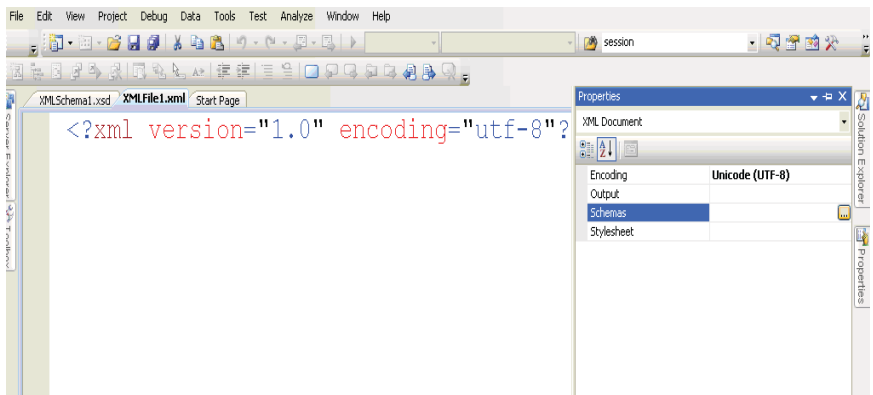 File Edit View Project Debug Data Tools Test Analyze Window Help
session
XMLSchema1.xsd XMLFile1.xml Start Page
<?xml version="1.0" encoding="utf-8"?
Properties
XML Document
Encoding Unicode (UTF-8)
Output
Schemas
Stylesheet
Server Explorer
Toolbox
Solution Explorer
Properties